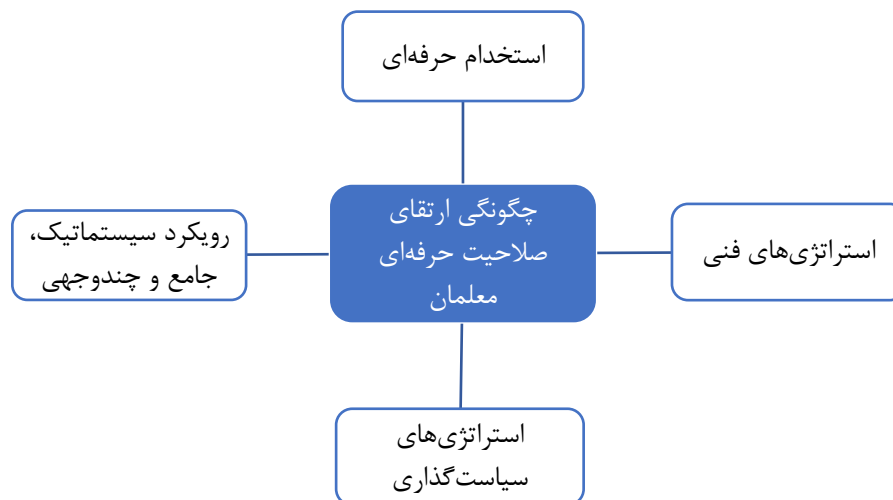 استخدام حرفه‌ای
چگونگی ارتقای
صلاحیت حرفه‌ای
معلمان
استراتژی‌های فنی
رویکرد سیستماتیک،
جامع و چندوجهی
استراتژی‌های
سیاست‌گذاری